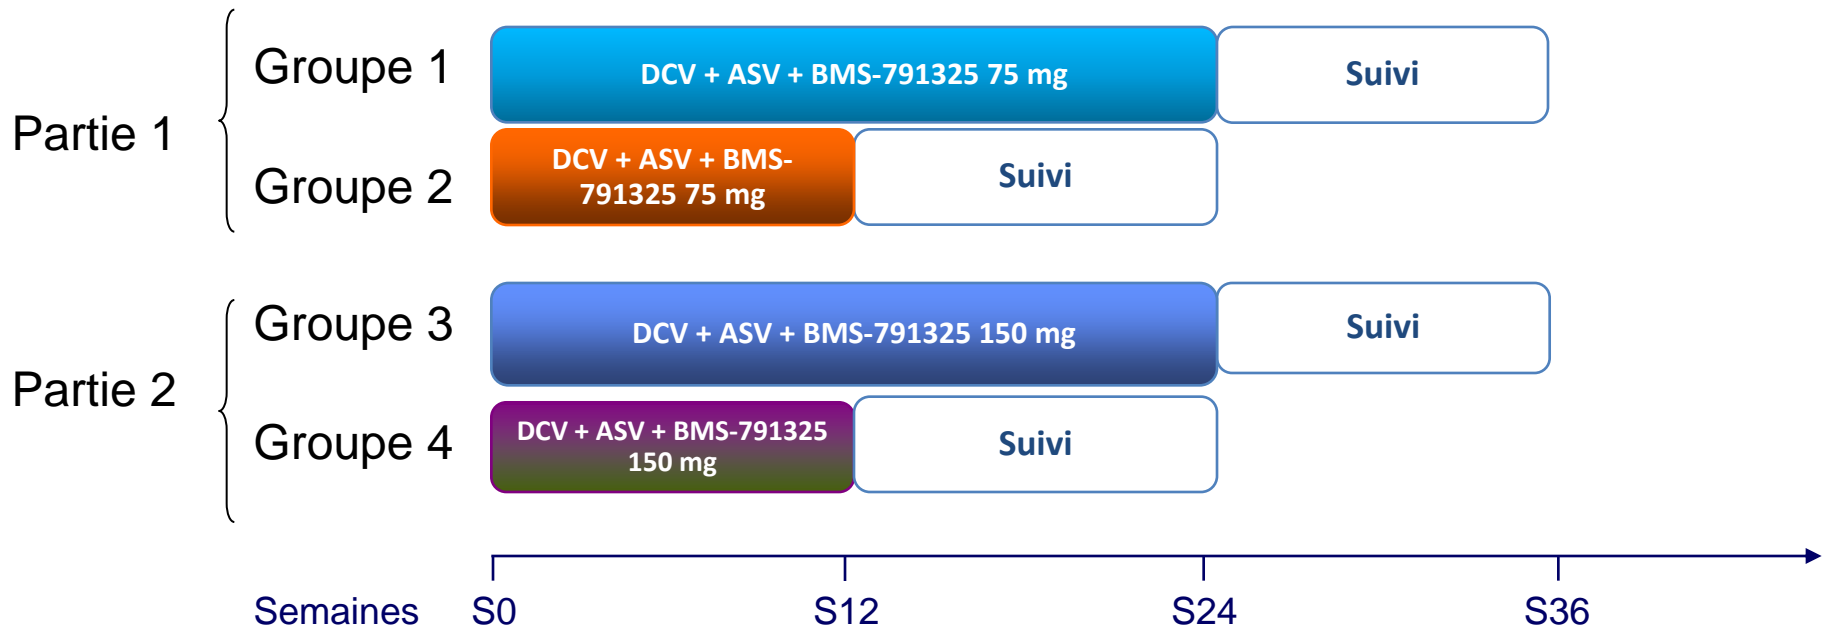 Partie 1
Groupe 1
DCV + ASV + BMS-791325 75 mg
Suivi
Groupe 2
DCV + ASV + BMS-
791325 75 mg
Suivi
Partie 2
Groupe 3
DCV + ASV + BMS-791325 150 mg
Suivi
Groupe 4
DCV + ASV + BMS-791325
150 mg
Suivi
Semaines S0 S12 S24 S36